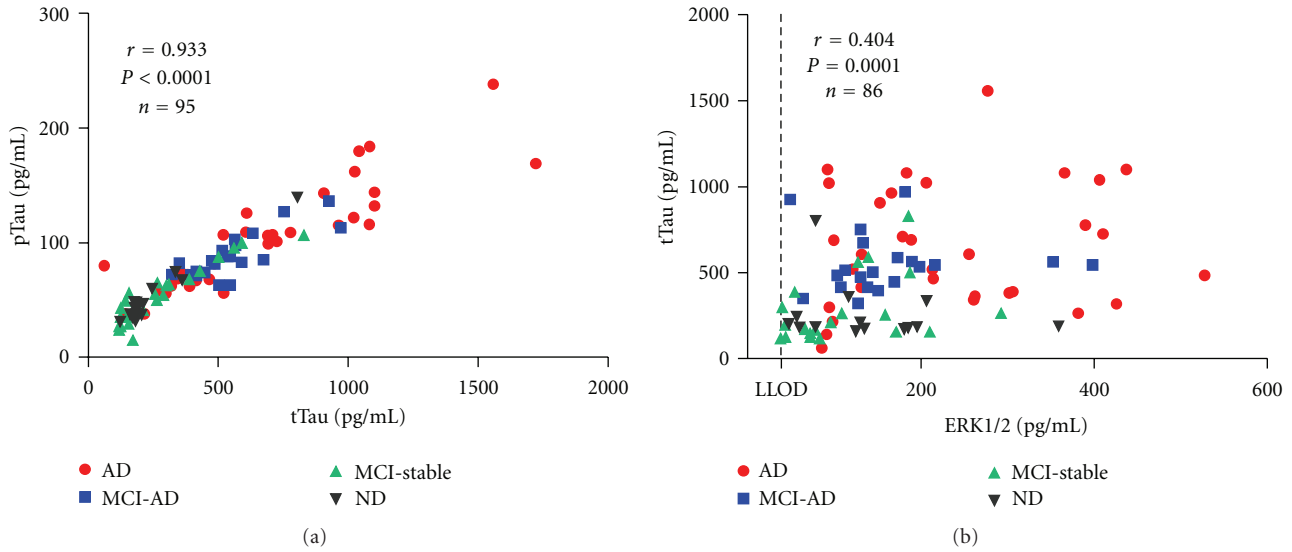 300
200
100
0
pTau (pg/mL)
r = 0.933
P < 0.0001
n = 95
0 500 1000 1500 2000
tTau (pg/mL)
AD
MCI-AD
MCI-stable
ND
(a)
2000
1500
1000
500
0
tTau (pg/mL)
r = 0.404
P = 0.0001
n = 86
LLOD 200 400 600
ERK1/2 (pg/mL)
AD
MCI-AD
MCI-stable
ND
(b)